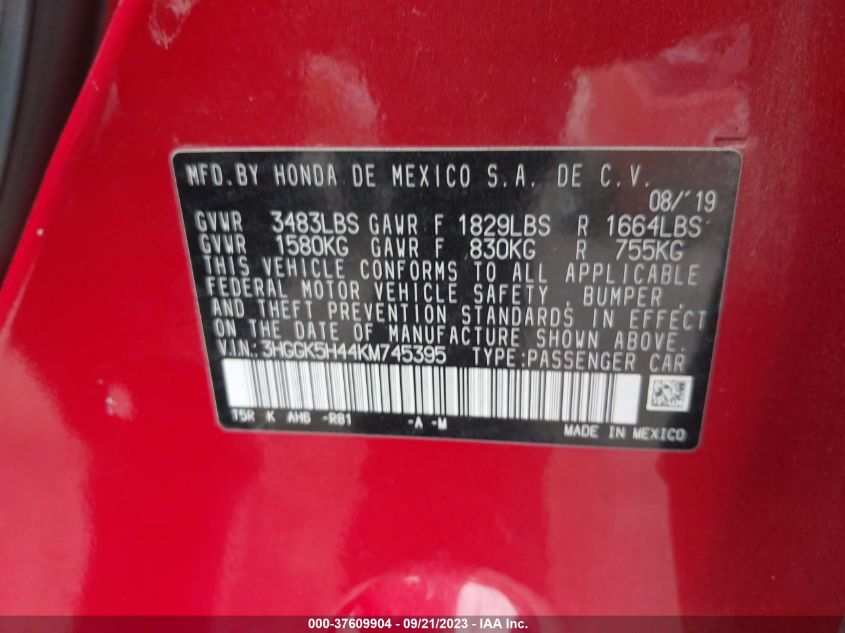 MFD.BY HONDA DE MEXICO S.A. DE C.V.
08/'19
GVWR 3483LBS GAWR F 1829LBS R 1664LBS
GVWR 1580KG GAWR F 830KG R 755KG
THIS VEHICLE CONFORMS TO ALL APPLICABLE
FEDERAL MOTOR VEHICLE SAFETY, BUMPER,
AND THEFT PREVENTION STANDARDS IN EFFECT
ON THE DATE OF MANUFACTURE SHOWN ABOVE.
V.I.N.: 3HGGK5H44KM745395 TYPE:PASSENGER CAR
T5R K AH6 -R81 -A -M
MADE IN MEXICO
000-37609904 - 09/21/2023 - IAAI.com